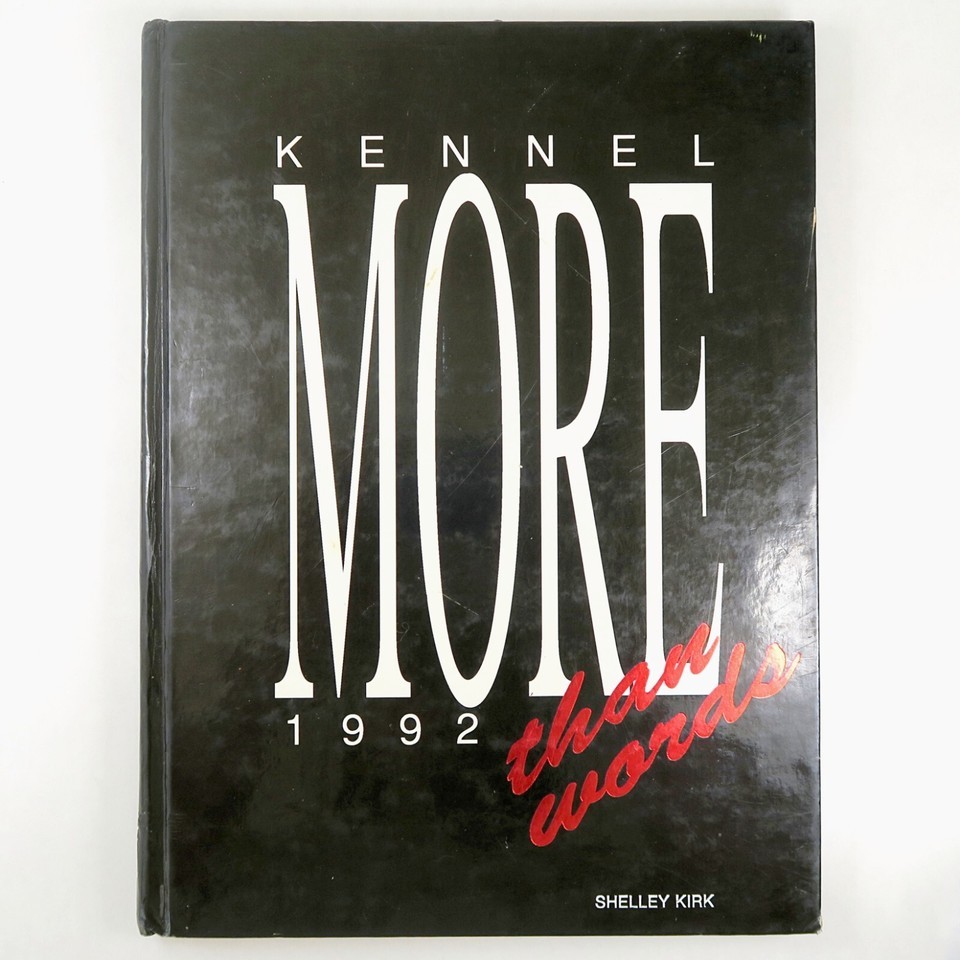 KENNEL
MORE
1992
than
words
SHELLEY KIRK